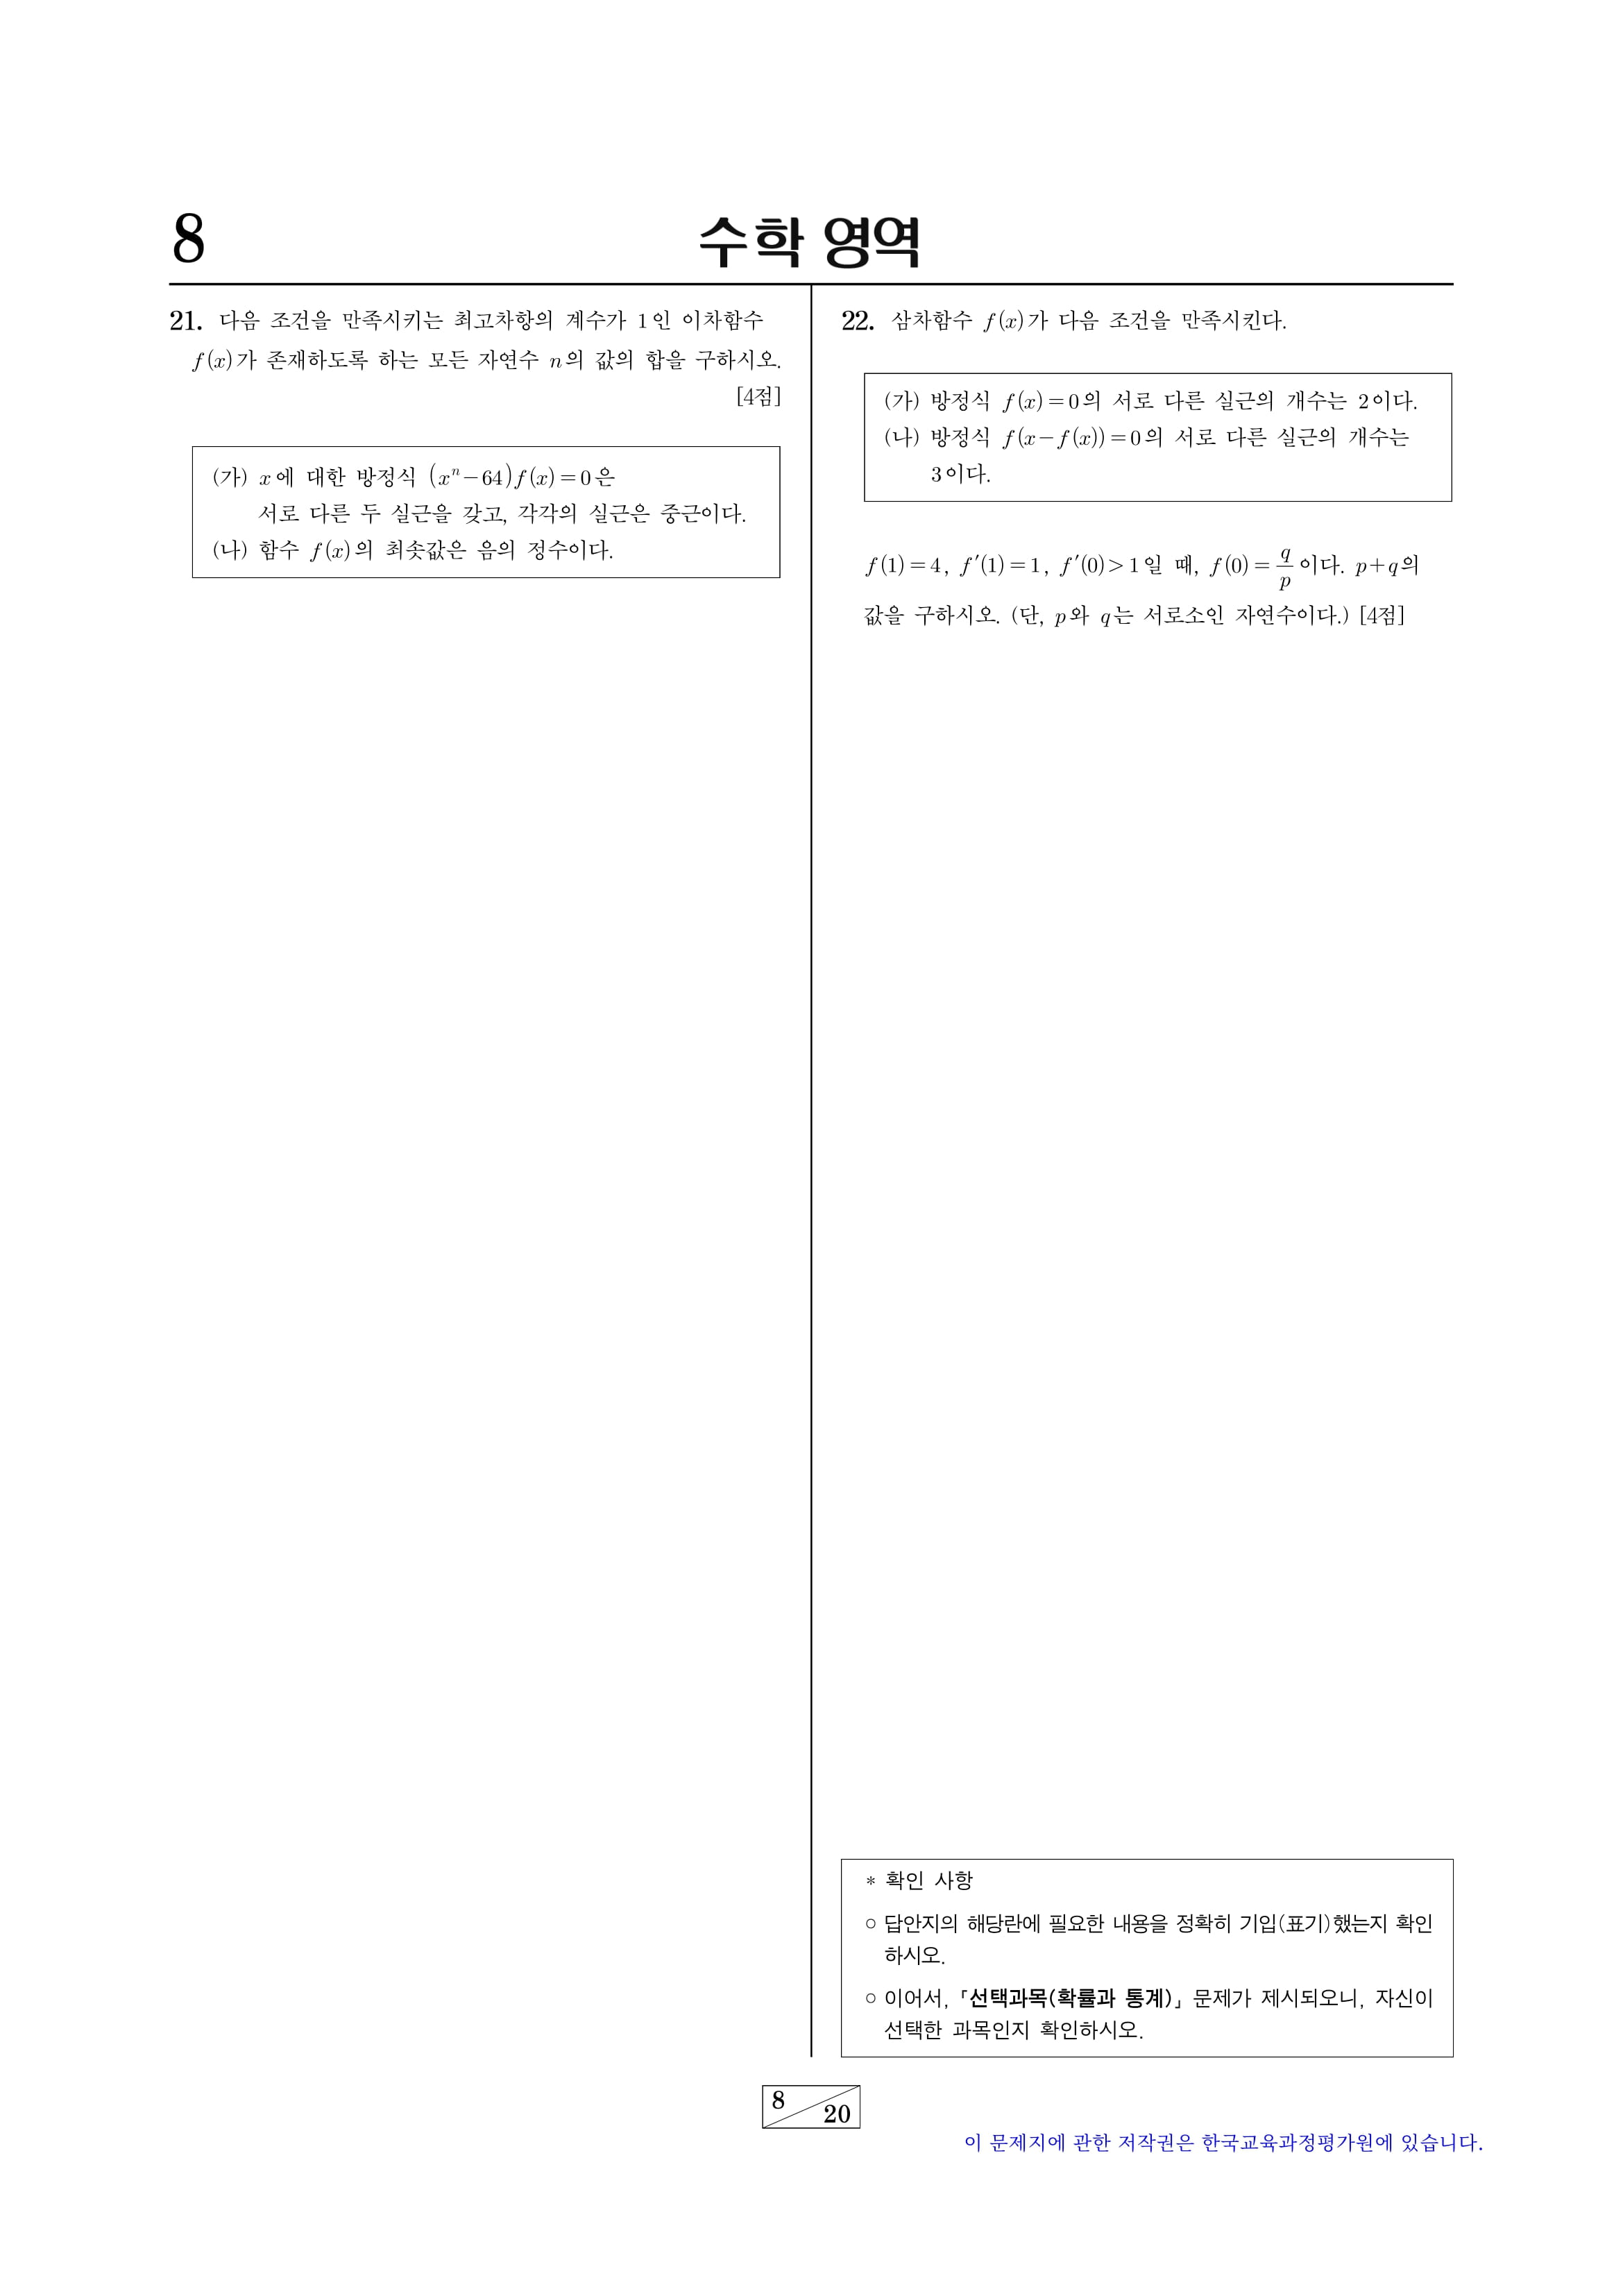 8
수학 영역
21. 다음 조건을 만족시키는 최고차항의 계수가 1인 이차함수
f(x)가 존재하도록 하는 모든 자연수 n의 값의 합을 구하시오.
[4점]
(가) x에 대한 방정식 (xⁿ−64)f(x)=0은
서로 다른 두 실근을 갖고, 각각의 실근은 중근이다.
(나) 함수 f(x)의 최솟값은 음의 정수이다.
22. 삼차함수 f(x)가 다음 조건을 만족시킨다.
(가) 방정식 f(x)=0의 서로 다른 실근의 개수는 2이다.
(나) 방정식 f(x−f(x))=0의 서로 다른 실근의 개수는
3이다.
f(1)=4, f′(1)=1, f′(0)>1일 때, f(0)=q/p이다. p+q의
값을 구하시오. (단, p와 q는 서로소인 자연수이다.) [4점]
* 확인 사항
○ 답안지의 해당란에 필요한 내용을 정확히 기입(표기)했는지 확인
하시오.
○ 이어서, 「선택과목(확률과 통계)」 문제가 제시되오니, 자신이
선택한 과목인지 확인하시오.
8
20
이 문제지에 관한 저작권은 한국교육과정평가원에 있습니다.